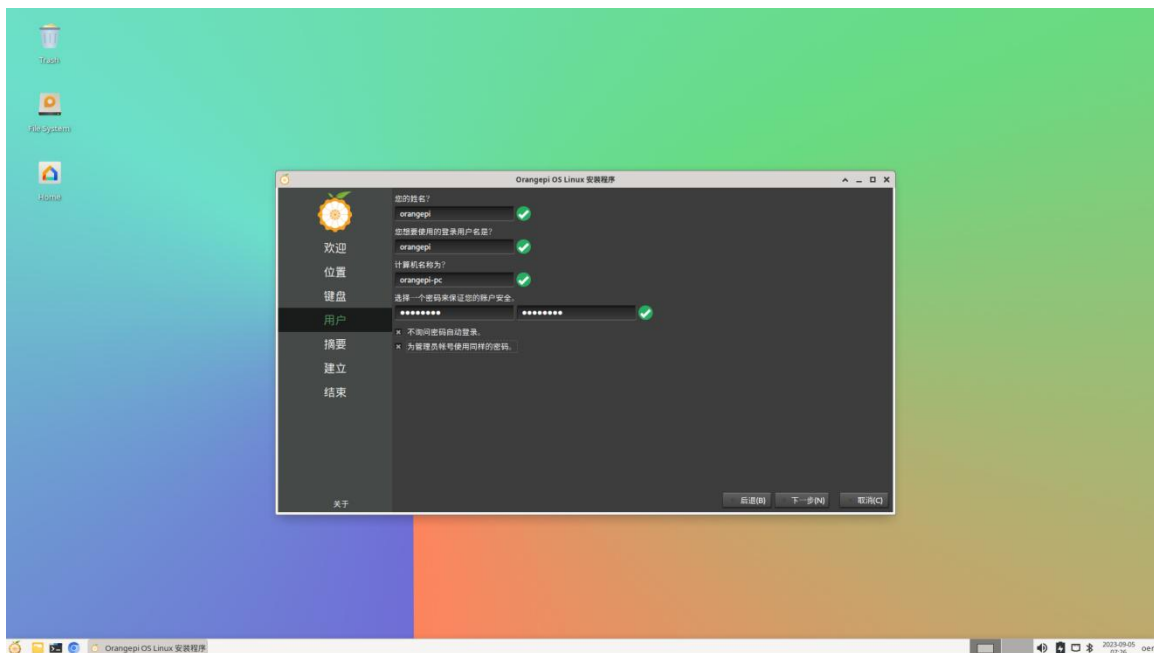 Trash
File System
Home
Orangepi OS Linux 安装程序
欢迎
位置
键盘
用户
摘要
建立
结束
关于
您的姓名?
orangepi
您想要使用的登录用户名是?
orangepi
计算机名称为?
orangepi-pc
选择一个密码来保证您的账户安全。
不询问密码自动登录。
为管理员帐号使用同样的密码。
后退(B)
下一步(N)
取消(C)
Orangepi OS Linux 安装程序
2023-09-05
07:26
oer